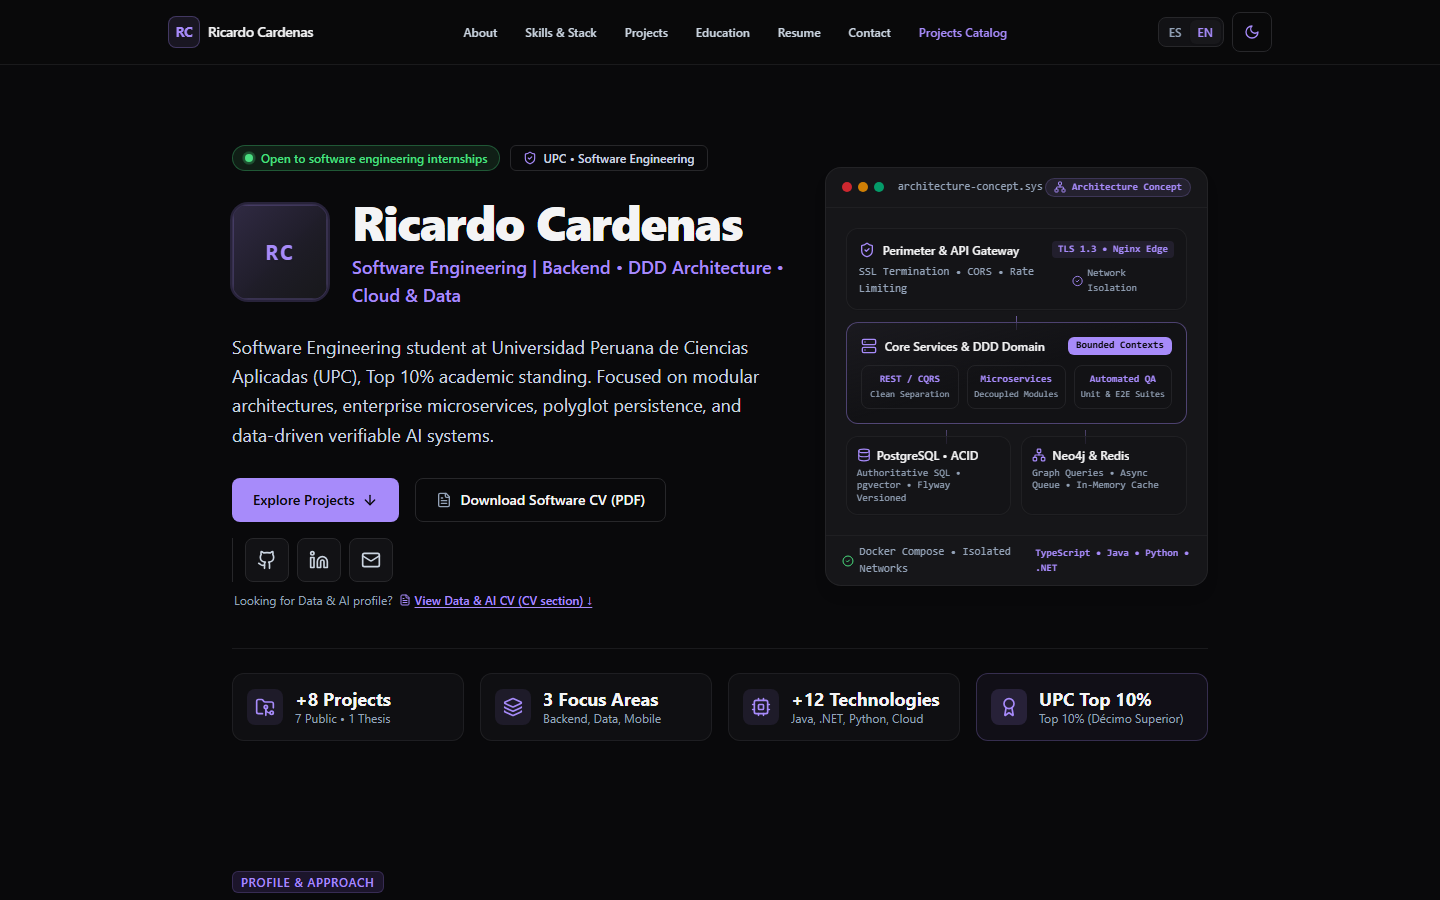 RC Ricardo Cardenas
About Skills & Stack Projects Education Resume Contact Projects Catalog
ES EN
Open to software engineering internships
UPC • Software Engineering
RC
Ricardo Cardenas
Software Engineering | Backend • DDD Architecture •
Cloud & Data
Software Engineering student at Universidad Peruana de Ciencias
Aplicadas (UPC), Top 10% academic standing. Focused on modular
architectures, enterprise microservices, polyglot persistence, and
data-driven verifiable AI systems.
Explore Projects ↓
Download Software CV (PDF)
Looking for Data & AI profile? View Data & AI CV (CV section) ↓
architecture-concept.sys
Architecture Concept
Perimeter & API Gateway
SSL Termination • CORS • Rate
Limiting
TLS 1.3 • Nginx Edge
Network
Isolation
Core Services & DDD Domain
Bounded Contexts
REST / CQRS
Clean Separation
Microservices
Decoupled Modules
Automated QA
Unit & E2E Suites
PostgreSQL • ACID
Authoritative SQL •
pgvector • Flyway
Versioned
Neo4j & Redis
Graph Queries • Async
Queue • In-Memory Cache
Docker Compose • Isolated
Networks
TypeScript • Java • Python •
.NET
+8 Projects
7 Public • 1 Thesis
3 Focus Areas
Backend, Data, Mobile
+12 Technologies
Java, .NET, Python, Cloud
UPC Top 10%
Top 10% (Décimo Superior)
PROFILE & APPROACH